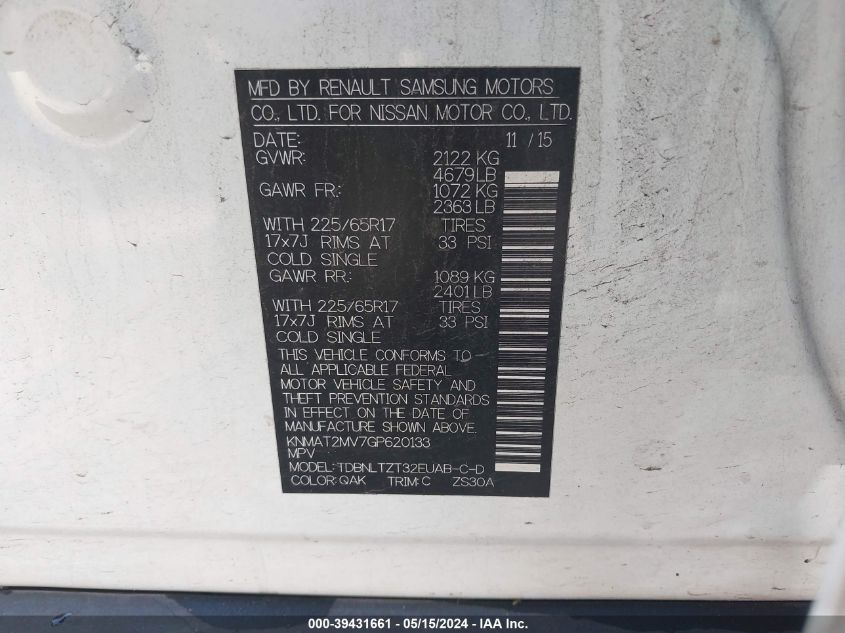 MFD BY RENAULT SAMSUNG MOTORS
CO., LTD. FOR NISSAN MOTOR CO., LTD.
DATE: 11 / 15
GVWR: 2122 KG
4679 LB
GAWR FR: 1072 KG
2363 LB
WITH 225/65R17 TIRES
17x7J RIMS AT 33 PSI
COLD SINGLE
GAWR RR: 1089 KG
2401 LB
WITH 225/65R17 TIRES
17x7J RIMS AT 33 PSI
COLD SINGLE
THIS VEHICLE CONFORMS TO
ALL APPLICABLE FEDERAL
MOTOR VEHICLE SAFETY AND
THEFT PREVENTION STANDARDS
IN EFFECT ON THE DATE OF
MANUFACTURE SHOWN ABOVE.
KNMAT2MV7GP620133
MPV
MODEL: TDBNLTZT32EUAB-C-D
COLOR: QAK TRIM: C ZS30A
000-39431661 - 05/15/2024 - IAA Inc.